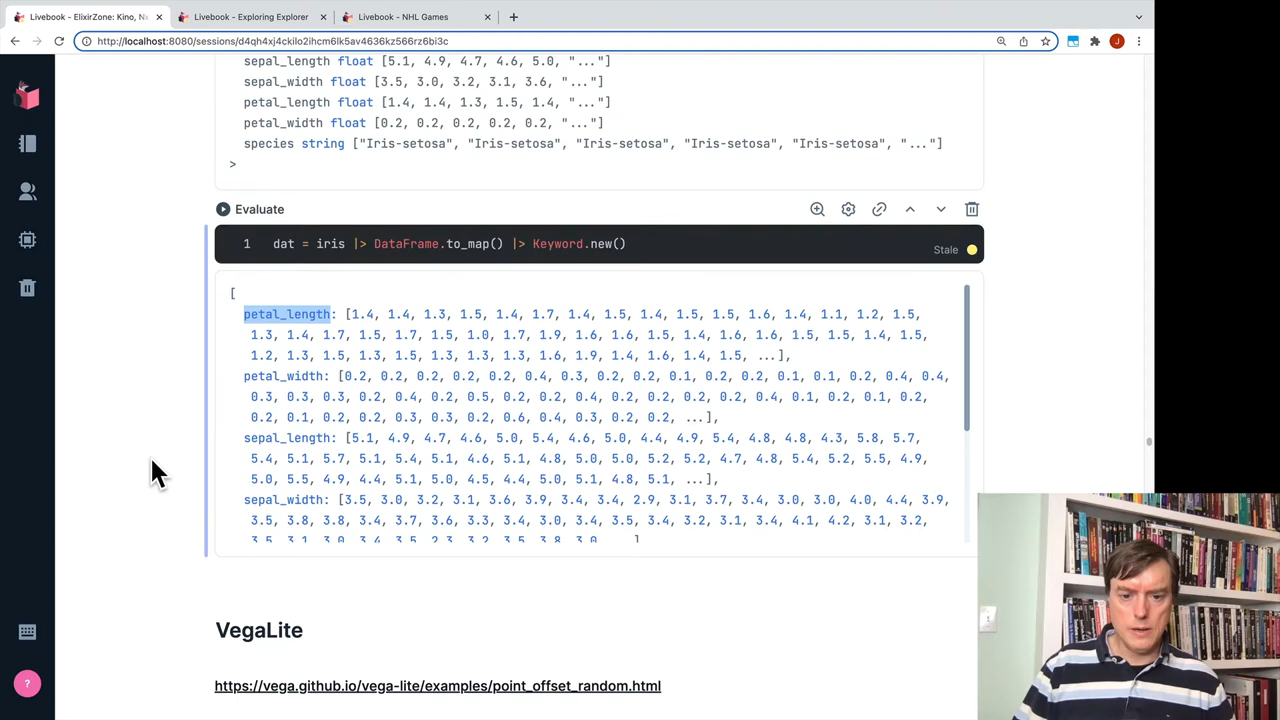 Livebook - ElixirZone: Kino, Nx
Livebook - Exploring Explorer
Livebook - NHL Games
http://localhost:8080/sessions/d4qh4xj4ckilo2ihcm6lk5av4636kz566rz6bi3c
J
sepal_length float [5.1, 4.9, 4.7, 4.6, 5.0, "..."]
sepal_width float [3.5, 3.0, 3.2, 3.1, 3.6, "..."]
petal_length float [1.4, 1.4, 1.3, 1.5, 1.4, "..."]
petal_width float [0.2, 0.2, 0.2, 0.2, 0.2, "..."]
species string ["Iris-setosa", "Iris-setosa", "Iris-setosa", "Iris-setosa", "Iris-setosa", "..."]
>
Evaluate
1 dat = iris |> DataFrame.to_map() |> Keyword.new()
Stale
[
petal_length: [1.4, 1.4, 1.3, 1.5, 1.4, 1.7, 1.4, 1.5, 1.4, 1.5, 1.5, 1.6, 1.4, 1.1, 1.2, 1.5,
1.3, 1.4, 1.7, 1.5, 1.7, 1.5, 1.0, 1.7, 1.9, 1.6, 1.6, 1.5, 1.4, 1.6, 1.6, 1.5, 1.5, 1.4, 1.5,
1.2, 1.3, 1.5, 1.3, 1.5, 1.3, 1.3, 1.3, 1.6, 1.9, 1.4, 1.6, 1.4, 1.5, ...],
petal_width: [0.2, 0.2, 0.2, 0.2, 0.2, 0.4, 0.3, 0.2, 0.2, 0.1, 0.2, 0.2, 0.1, 0.1, 0.2, 0.4, 0.4,
0.3, 0.3, 0.3, 0.2, 0.4, 0.2, 0.5, 0.2, 0.2, 0.4, 0.2, 0.2, 0.2, 0.2, 0.4, 0.1, 0.2, 0.1, 0.2,
0.2, 0.1, 0.2, 0.2, 0.3, 0.3, 0.2, 0.6, 0.4, 0.3, 0.2, 0.2, ...],
sepal_length: [5.1, 4.9, 4.7, 4.6, 5.0, 5.4, 4.6, 5.0, 4.4, 4.9, 5.4, 4.8, 4.8, 4.3, 5.8, 5.7,
5.4, 5.1, 5.7, 5.1, 5.4, 5.1, 4.6, 5.1, 4.8, 5.0, 5.0, 5.2, 5.2, 4.7, 4.8, 5.4, 5.2, 5.5, 4.9,
5.0, 5.5, 4.9, 4.4, 5.1, 5.0, 4.5, 4.4, 5.0, 5.1, 4.8, 5.1, ...],
sepal_width: [3.5, 3.0, 3.2, 3.1, 3.6, 3.9, 3.4, 3.4, 2.9, 3.1, 3.7, 3.4, 3.0, 3.0, 4.0, 4.4, 3.9,
3.5, 3.8, 3.8, 3.4, 3.7, 3.6, 3.3, 3.4, 3.0, 3.4, 3.5, 3.4, 3.2, 3.1, 3.4, 4.1, 4.2, 3.1, 3.2,
3.5, 3.1, 3.0, 3.4, 3.5, 2.3, 3.2, 3.5, 3.8, 3.0, ...]
VegaLite
https://vega.github.io/vega-lite/examples/point_offset_random.html
?